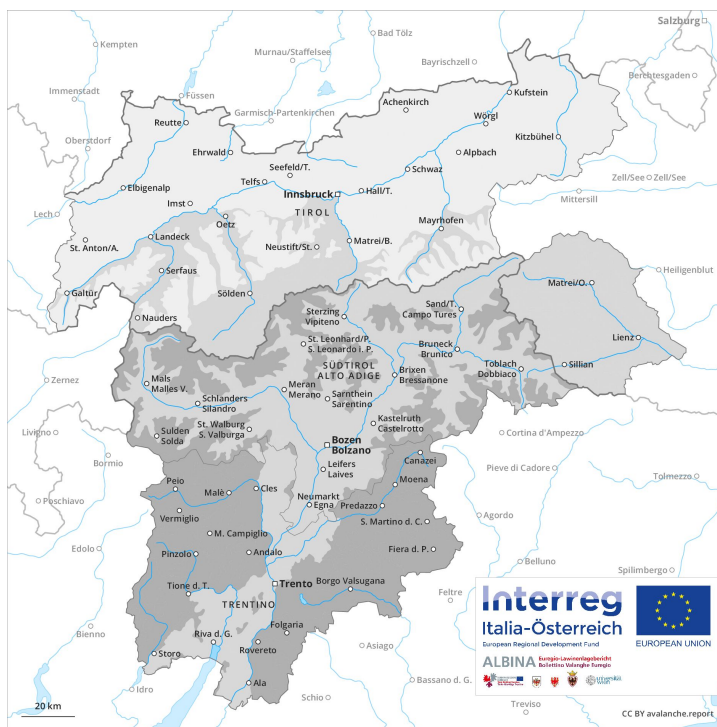 Salzburg
Kempten
Bad Tölz
Murnau/Staffelsee
Bayrischzell
Berchtesgaden
Immenstadt
Füssen
Garmisch-Partenkirchen
Achenkirch
Kufstein
Reutte
Wörgl
Oberstdorf
Ehrwald
Kitzbühel
Alpbach
Seefeld/T.
Schwaz
Telfs
Zell/See
Zell/See
Elbigenalp
Innsbruck
Hall/T.
Mittersill
Imst
Lech
TIROL
Oetz
Mayrhofen
Landeck
Neustift/St.
Matrei/B.
St. Anton/A.
Serfaus
Heiligenblut
Matrei/O.
Galtür
Sölden
Sand/T.
Campo Tures
Nauders
Sterzing
Vipiteno
Lienz
St. Leonhard/P.
S. Leonardo i. P.
Bruneck
Brunico
Toblach
Dobbiaco
Sillian
SÜDTIROL
ALTO ADIGE
Brixen
Bressanone
Zernez
Mals
Malles V.
Meran
Merano
Sarnthein
Sarentino
Schlanders
Silandro
St. Walburg
S. Valburga
Kastelruth
Castelrotto
Livigno
Sulden
Solda
Cortina d'Ampezzo
Bozen
Bolzano
Bormio
Canazei
Pieve di Cadore
Leifers
Laives
Moena
Tolmezzo
Peio
Malè
Cles
Neumarkt
Egna
Predazzo
Poschiavo
Vermiglio
S. Martino d. C.
Agordo
M. Campiglio
Edolo
Pinzolo
Andalo
Fiera d. P.
Belluno
Spilimbergo
Trento
Tione d. T.
Borgo Valsugana
Feltre
TRENTINO
Folgaria
Bienno
Riva d. G.
Rovereto
Asiago
Storo
Bassano d. G.
Ala
Idro
Schio
Treviso
20 km
Interreg
Italia-Österreich
European Regional Development Fund
EUROPEAN UNION
ALBINA
Euregio-Lawinenlagebericht
Bollettino Valanghe Euregio
universität
wien
CC BY avalanche.report